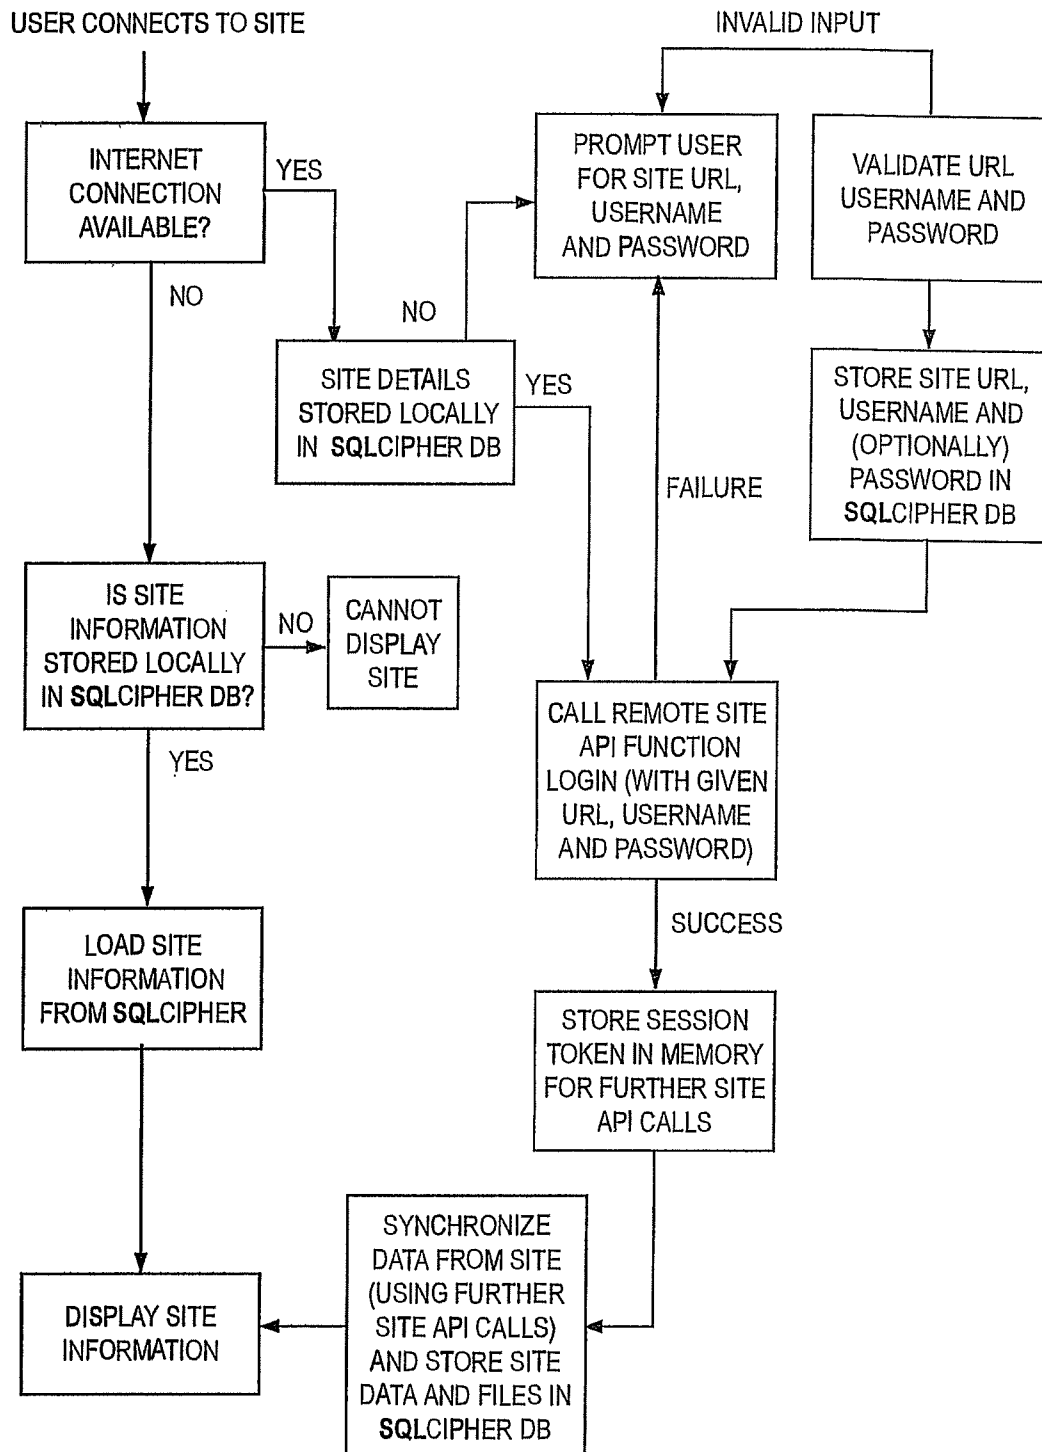 USER CONNECTS TO SITE
INVALID INPUT
INTERNET
CONNECTION
AVAILABLE?
YES
PROMPT USER
FOR SITE URL,
USERNAME
AND PASSWORD
VALIDATE URL
USERNAME AND
PASSWORD
NO
NO
SITE DETAILS
STORED LOCALLY
IN SQLCIPHER DB
YES
STORE SITE URL,
USERNAME AND
(OPTIONALLY)
PASSWORD IN
SQLCIPHER DB
FAILURE
IS SITE
INFORMATION
STORED LOCALLY
IN SQLCIPHER DB?
NO
CANNOT
DISPLAY
SITE
YES
CALL REMOTE SITE
API FUNCTION
LOGIN (WITH GIVEN
URL, USERNAME
AND PASSWORD)
SUCCESS
LOAD SITE
INFORMATION
FROM SQLCIPHER
STORE SESSION
TOKEN IN MEMORY
FOR FURTHER SITE
API CALLS
SYNCHRONIZE
DATA FROM SITE
(USING FURTHER
SITE API CALLS)
AND STORE SITE
DATA AND FILES IN
SQLCIPHER DB
DISPLAY SITE
INFORMATION